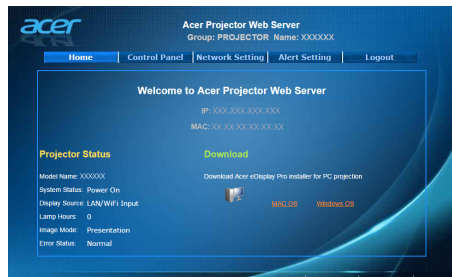 acer
Acer Projector Web Server
Group: PROJECTOR Name: XXXXXX
Home Control Panel Network Setting Alert Setting Logout
Welcome to Acer Projector Web Server
IP: XXX.XXX.XXX.XXX
MAC: XX:XX:XX:XX:XX:XX
Projector Status
Model Name: XXXXXX
System Status: Power On
Display Source: LAN/WiFi Input
Lamp Hours: 0
Image Mode: Presentation
Error Status: Normal
Download
Download Acer eDisplay Pro installer for PC projection
MAC OS Windows OS